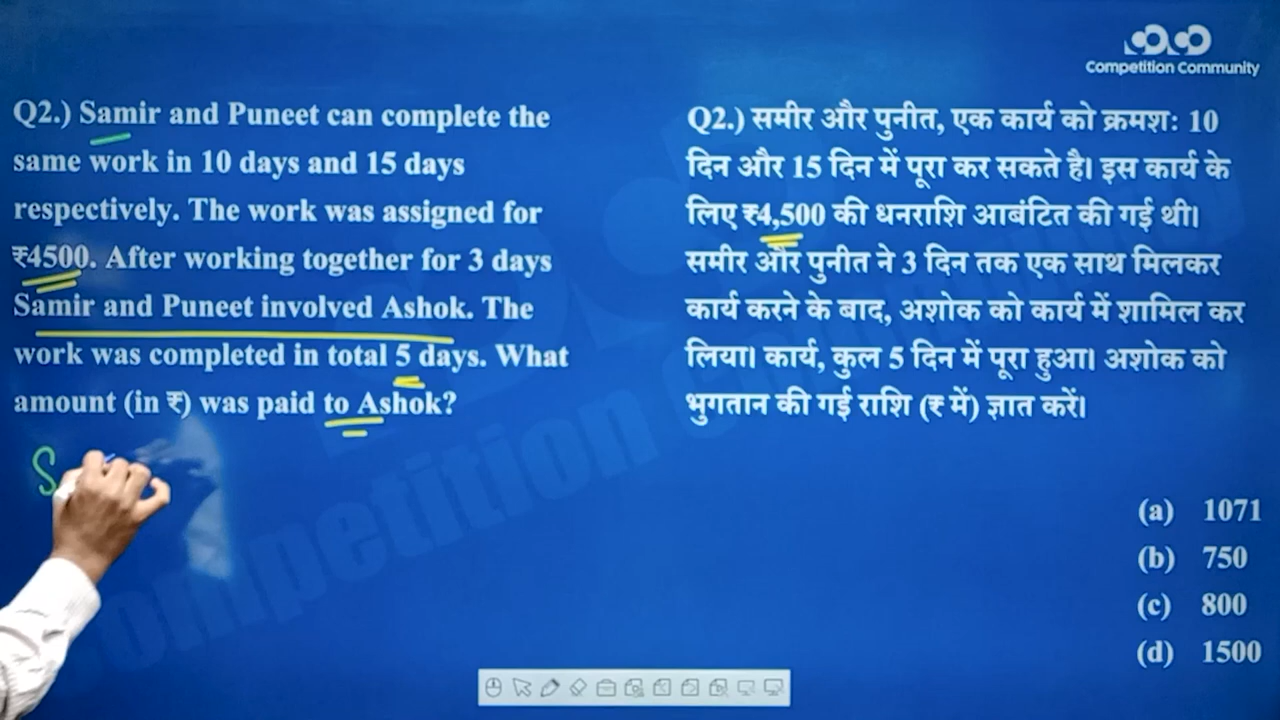 Competition Community
Q2.) Samir and Puneet can complete the
same work in 10 days and 15 days
respectively. The work was assigned for
₹4500. After working together for 3 days
Samir and Puneet involved Ashok. The
work was completed in total 5 days. What
amount (in ₹) was paid to Ashok?
S
Q2.) समीर और पुनीत, एक कार्य को क्रमश: 10
दिन और 15 दिन में पूरा कर सकते है। इस कार्य के
लिए ₹4,500 की धनराशि आबंटित की गई थी।
समीर और पुनीत ने 3 दिन तक एक साथ मिलकर
कार्य करने के बाद, अशोक को कार्य में शामिल कर
लिया। कार्य, कुल 5 दिन में पूरा हुआ। अशोक को
भुगतान की गई राशि (₹ में) ज्ञात करें।
(a) 1071
(b) 750
(c) 800
(d) 1500
Competition Community